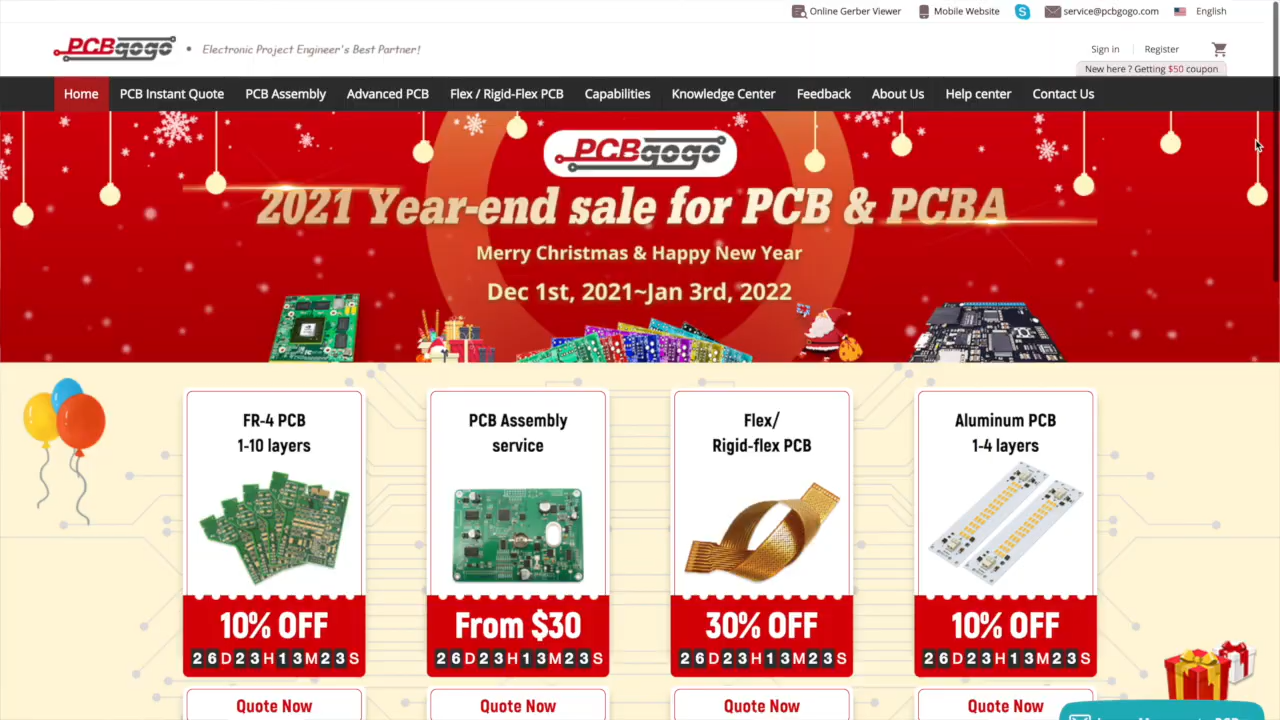 Online Gerber Viewer
Mobile Website
service@pcbgogo.com
English
PCBgogo
Electronic Project Engineer's Best Partner!
Sign in
Register
New here ? Getting $50 coupon
Home
PCB Instant Quote
PCB Assembly
Advanced PCB
Flex / Rigid-Flex PCB
Capabilities
Knowledge Center
Feedback
About Us
Help center
Contact Us
PCBgogo
2021 Year-end sale for PCB & PCBA
Merry Christmas & Happy New Year
Dec 1st, 2021~Jan 3rd, 2022
FR-4 PCB
1-10 layers
10% OFF
26D23H13M23S
Quote Now
PCB Assembly
service
From $30
26D23H13M23S
Quote Now
Flex/
Rigid-flex PCB
30% OFF
26D23H13M23S
Quote Now
Aluminum PCB
1-4 layers
10% OFF
26D23H13M23S
Quote Now